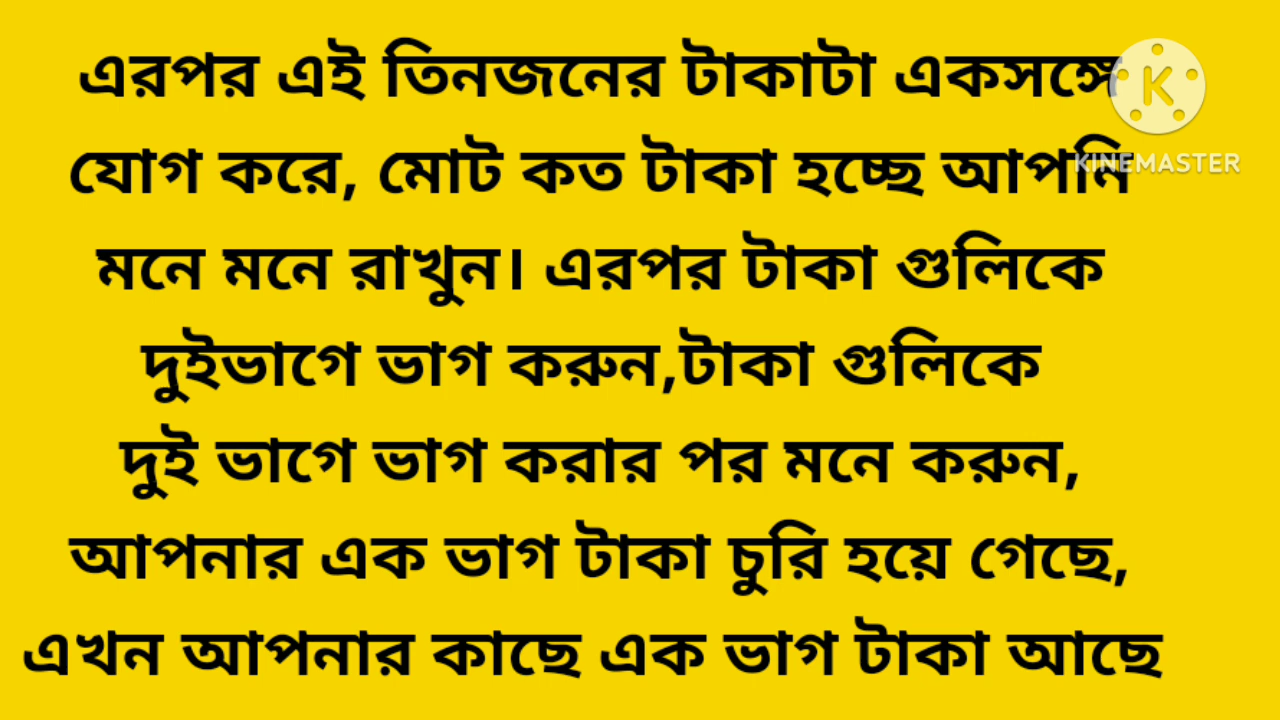 এরপর এই তিনজনের টাকাটা একসঙ্গে
যোগ করে, মোট কত টাকা হচ্ছে আপনি
মনে মনে রাখুন। এরপর টাকা গুলিকে
দুইভাগে ভাগ করুন,টাকা গুলিকে
দুই ভাগে ভাগ করার পর মনে করুন,
আপনার এক ভাগ টাকা চুরি হয়ে গেছে,
এখন আপনার কাছে এক ভাগ টাকা আছে
K
KINEMASTER